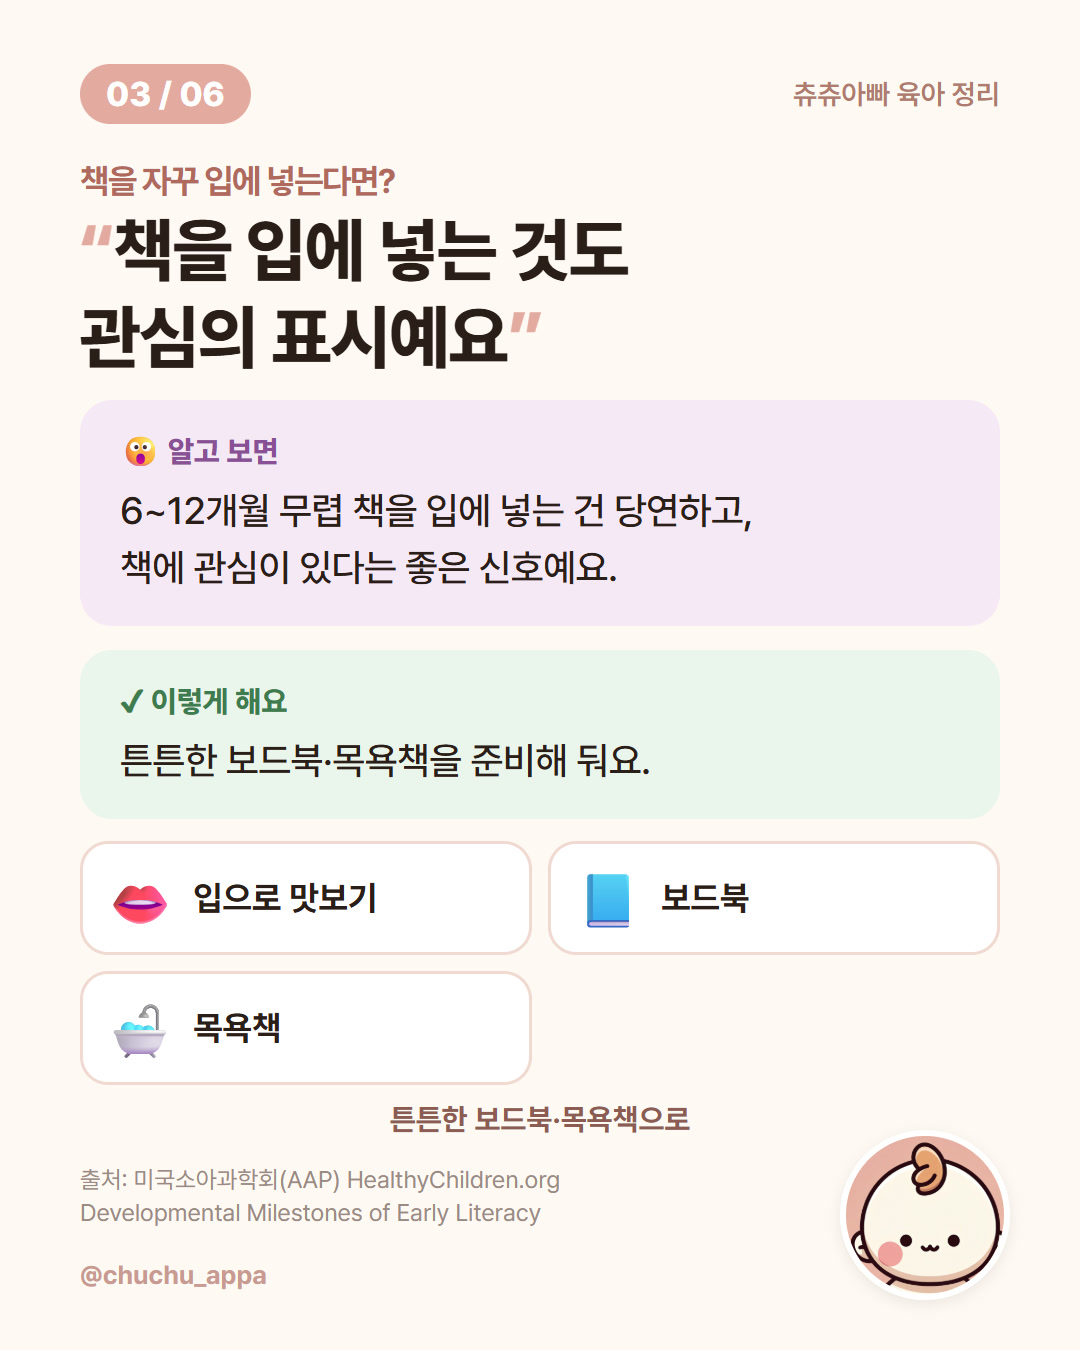 03 / 06
츄츄아빠 육아 정리
책을 자꾸 입에 넣는다면?
“책을 입에 넣는 것도
관심의 표시예요”
알고 보면
6~12개월 무렵 책을 입에 넣는 건 당연하고,
책에 관심이 있다는 좋은 신호예요.
✓ 이렇게 해요
튼튼한 보드북·목욕책을 준비해 둬요.
입으로 맛보기
보드북
목욕책
튼튼한 보드북·목욕책으로
출처: 미국소아과학회(AAP) HealthyChildren.org
Developmental Milestones of Early Literacy
@chuchu_appa